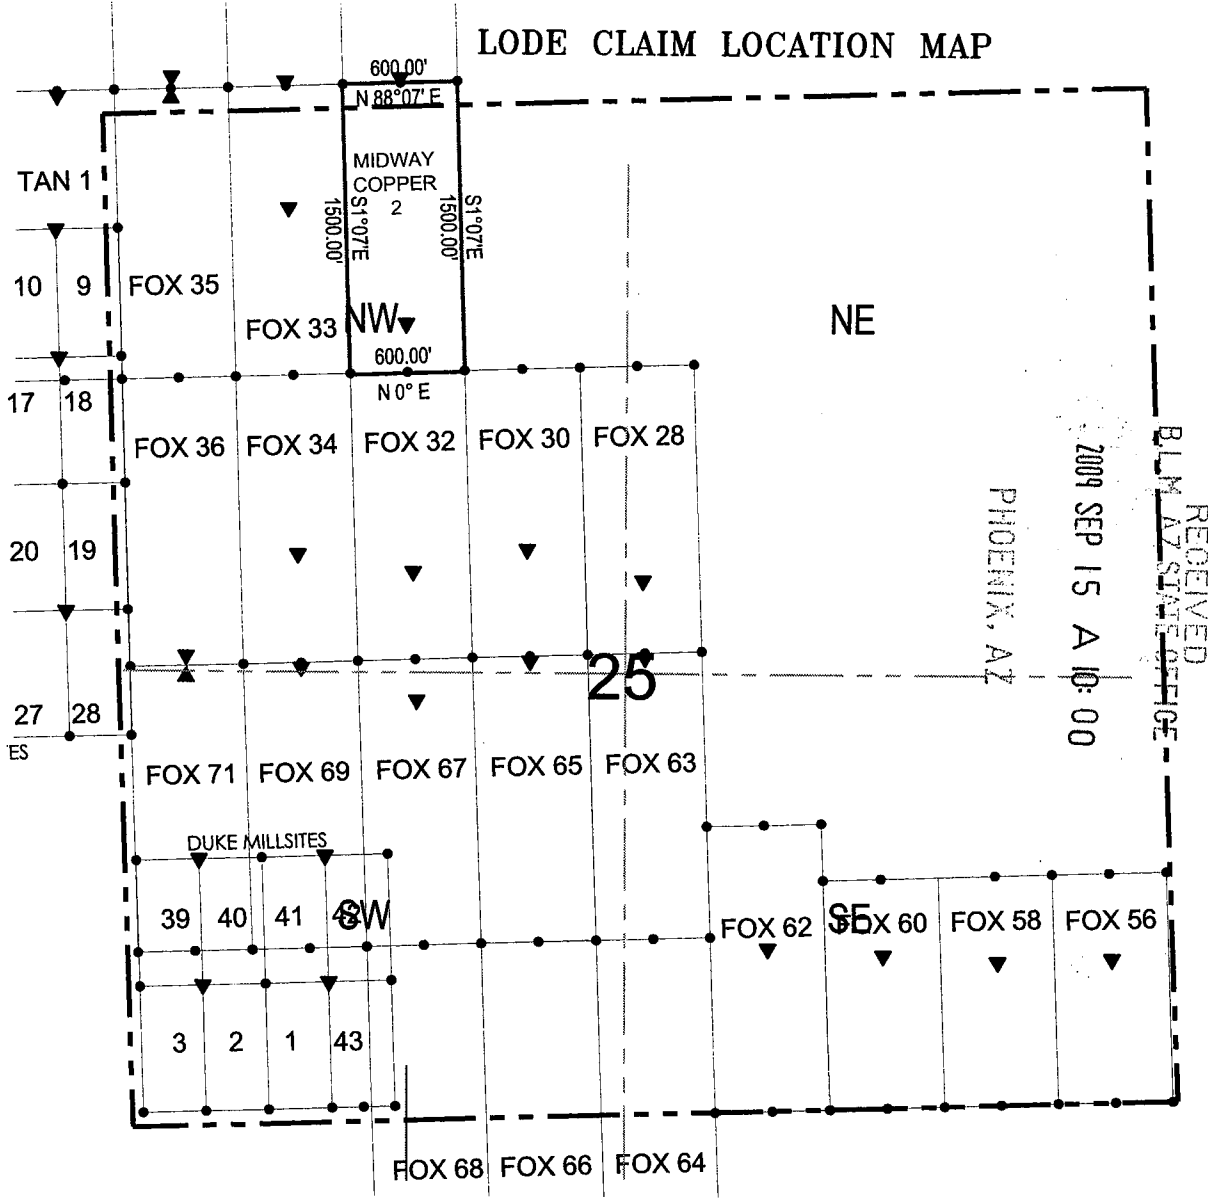 LODE CLAIM LOCATION MAP
600.00'
N 88°07' E
TAN 1
MIDWAY
COPPER
2
1500.00'
S1°07'E
1500.00'
S1°07'E
10 9
FOX 35
FOX 33
NW
NE
600.00'
N 0° E
17 18
FOX 36
FOX 34
FOX 32
FOX 30
FOX 28
RECEIVED
B.L.M AZ STATE OFFICE
2009 SEP 15 A 10:00
PHOENIX, AZ
20 19
25
27 28
ES
FOX 71
FOX 69
FOX 67
FOX 65
FOX 63
DUKE MILLSITES
39 40 41 42
SW
FOX 62
SE
FOX 60
FOX 58
FOX 56
3 2 1 43
FOX 68
FOX 66
FOX 64